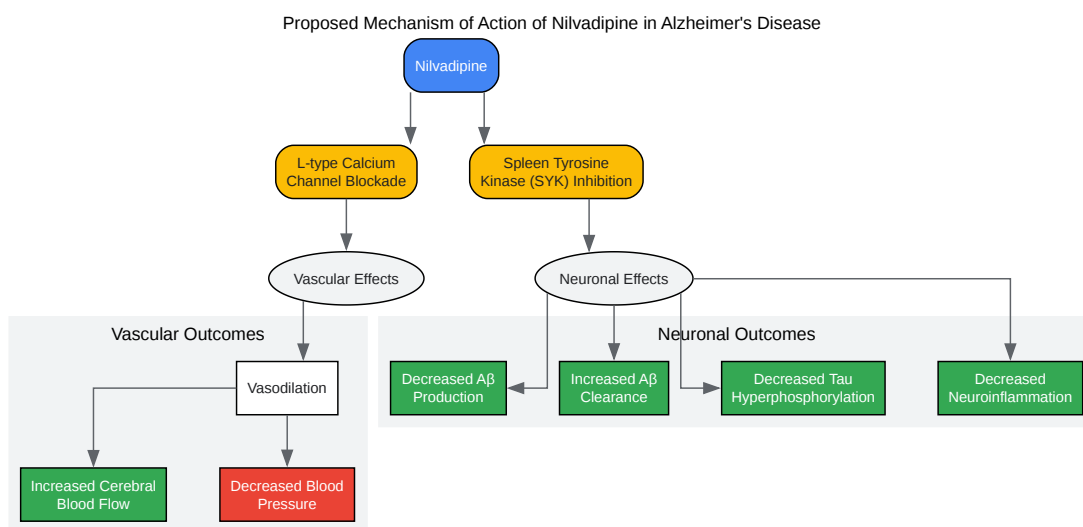 Proposed Mechanism of Action of Nilvadipine in Alzheimer's Disease
Nilvadipine
L-type Calcium
Channel Blockade
Spleen Tyrosine
Kinase (SYK) Inhibition
Vascular Effects
Neuronal Effects
Vascular Outcomes
Neuronal Outcomes
Vasodilation
Decreased Aβ
Production
Increased Aβ
Clearance
Decreased Tau
Hyperphosphorylation
Decreased
Neuroinflammation
Increased Cerebral
Blood Flow
Decreased Blood
Pressure